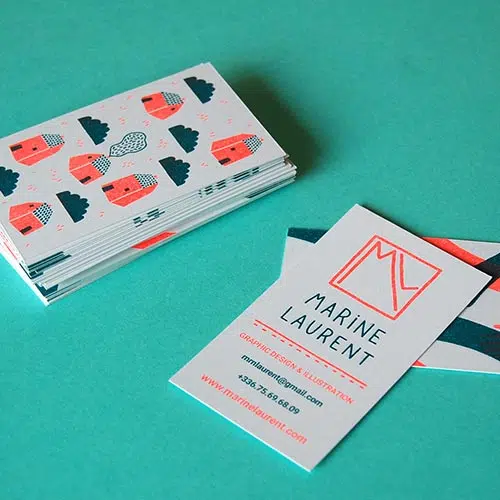 ML
MARiNE
LAURENT
GRAPHIC DESIGN & ILLUSTRATION
mmlaurent@gmail.com
+336.75.69.68.09
www.marinelaurent.com